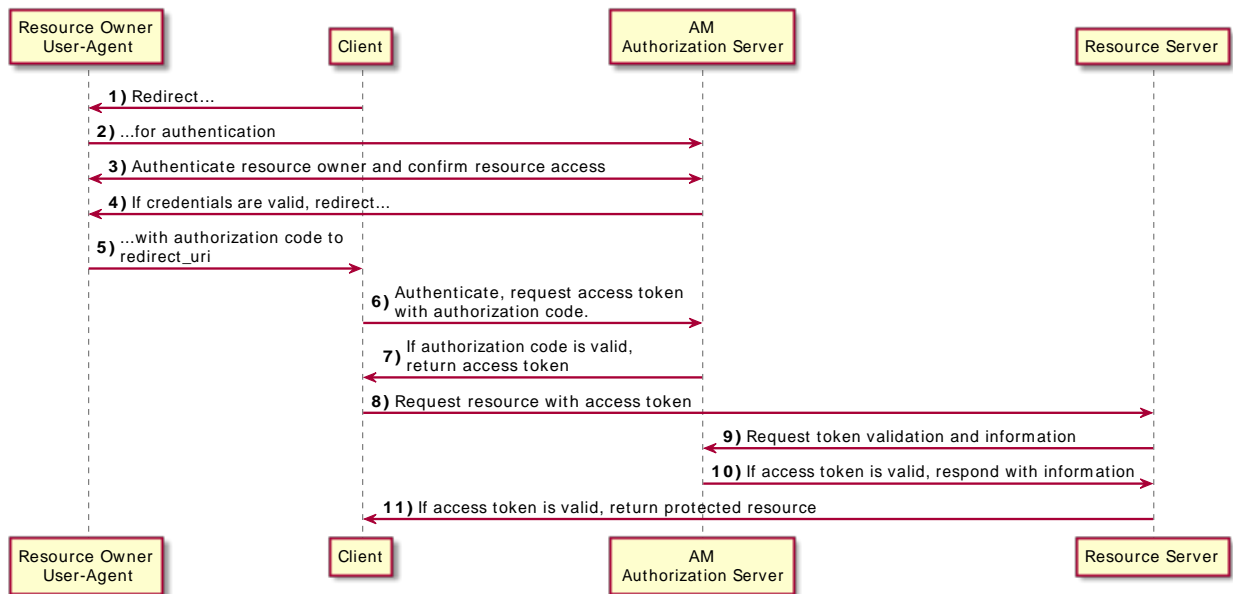 Resource Owner
User-Agent
Client
AM
Authorization Server
Resource Server
1) Redirect...
2) ...for authentication
3) Authenticate resource owner and confirm resource access
4) If credentials are valid, redirect...
5) ...with authorization code to
redirect_uri
6) Authenticate, request access token
with authorization code.
7) If authorization code is valid,
return access token
8) Request resource with access token
9) Request token validation and information
10) If access token is valid, respond with information
11) If access token is valid, return protected resource
Resource Owner
User-Agent
Client
AM
Authorization Server
Resource Server